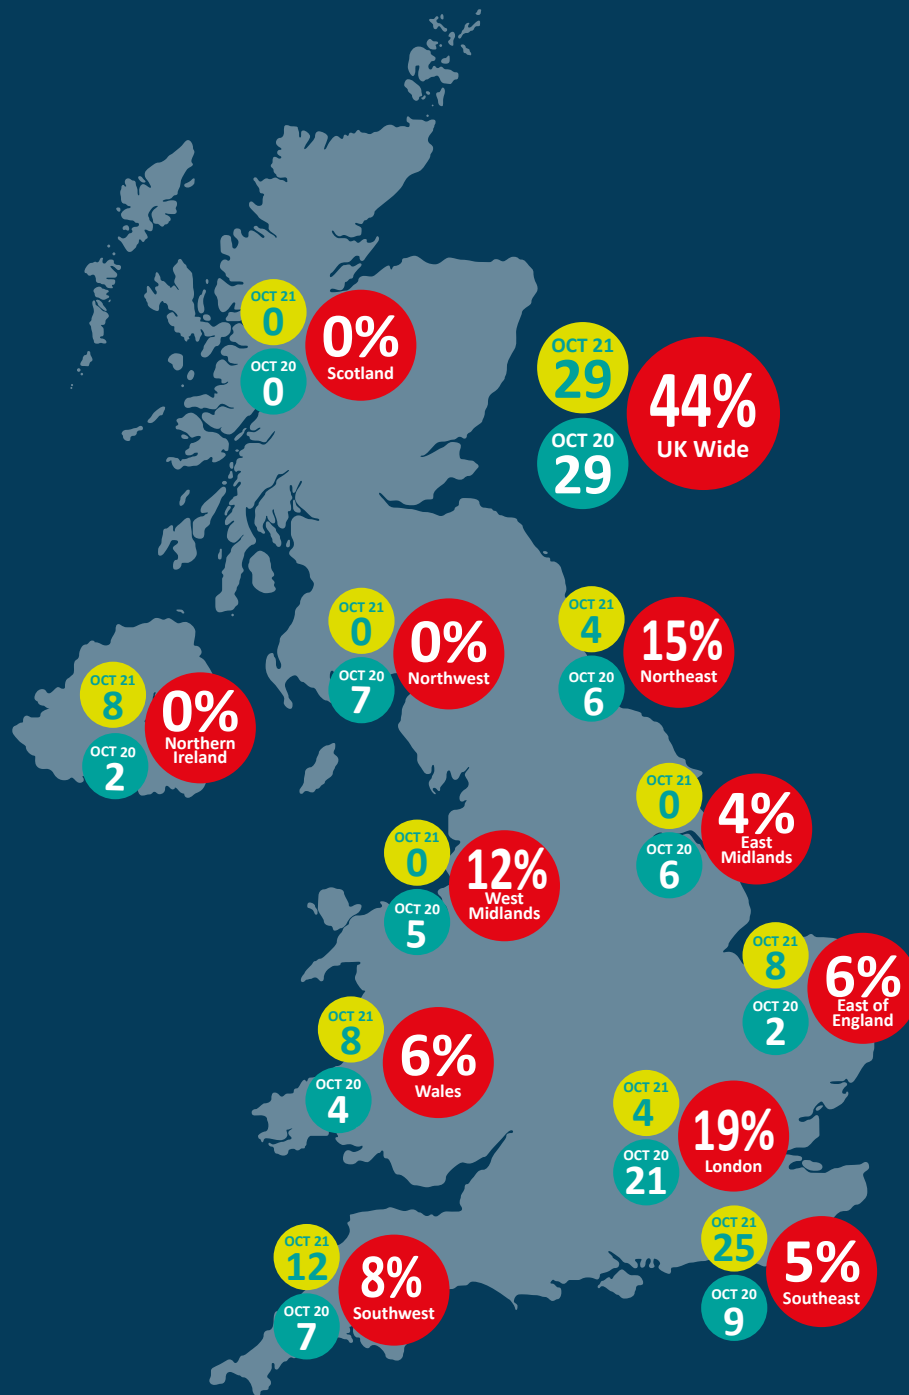 OCT 21
0
OCT 20
0
0%
Scotland
OCT 21
29
OCT 20
29
44%
UK Wide
OCT 21
0
OCT 20
7
0%
Northwest
OCT 21
4
OCT 20
6
15%
Northeast
OCT 21
8
OCT 20
2
0%
Northern
Ireland
OCT 21
0
OCT 20
6
4%
East
Midlands
OCT 21
0
OCT 20
5
12%
West
Midlands
OCT 21
8
OCT 20
2
6%
East of
England
OCT 21
8
OCT 20
4
6%
Wales
OCT 21
4
OCT 20
21
19%
London
OCT 21
12
OCT 20
7
8%
Southwest
OCT 21
25
OCT 20
9
5%
Southeast